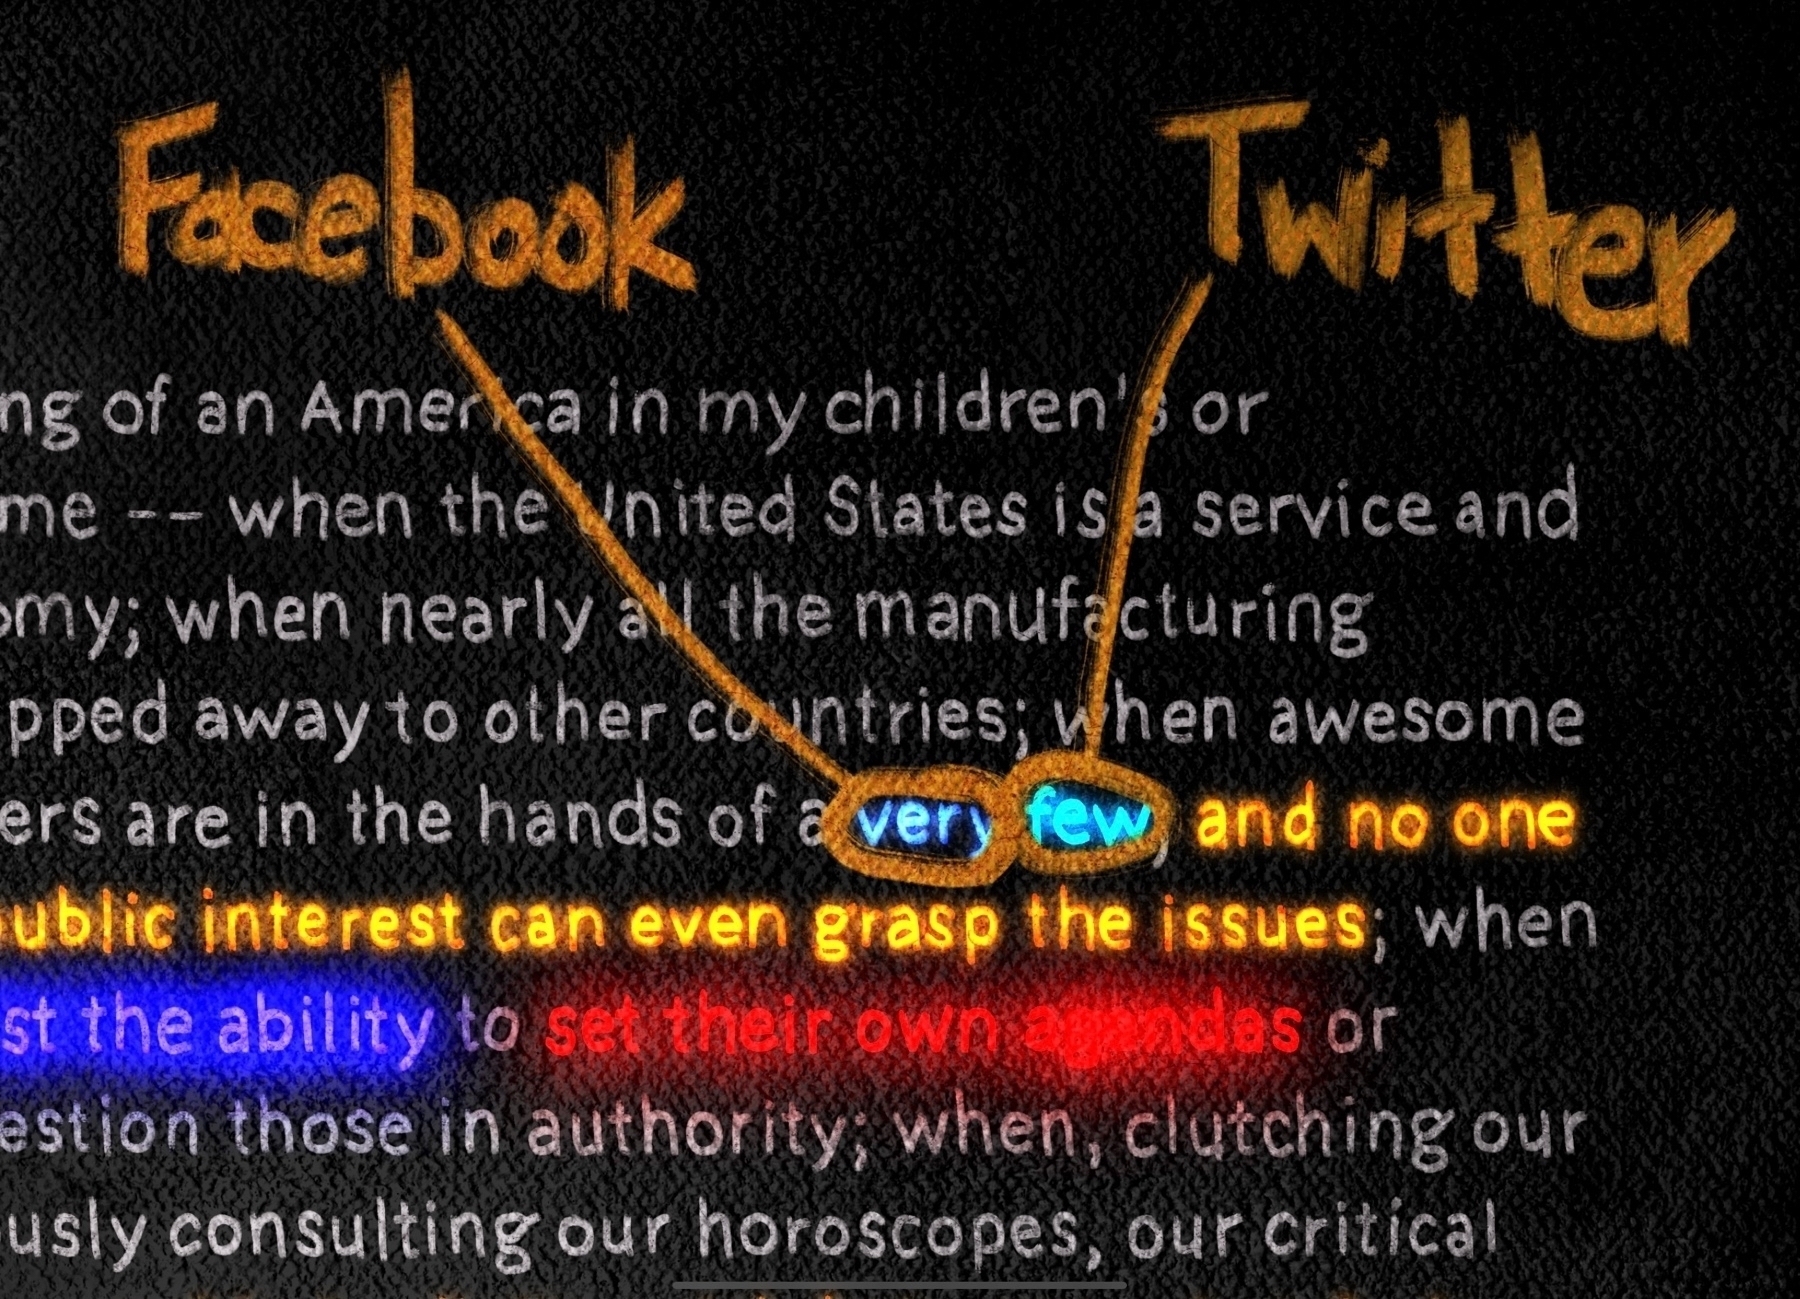 Facebook Twitter
ng of an America in my children's or
me -- when the United States is a service and
omy; when nearly all the manufacturing
pped away to other countries; when awesome
ers are in the hands of a very few, and no one
public interest can even grasp the issues; when
st the ability to set their own agandas or
estion those in authority; when, clutching our
ously consulting our horoscopes, our critical